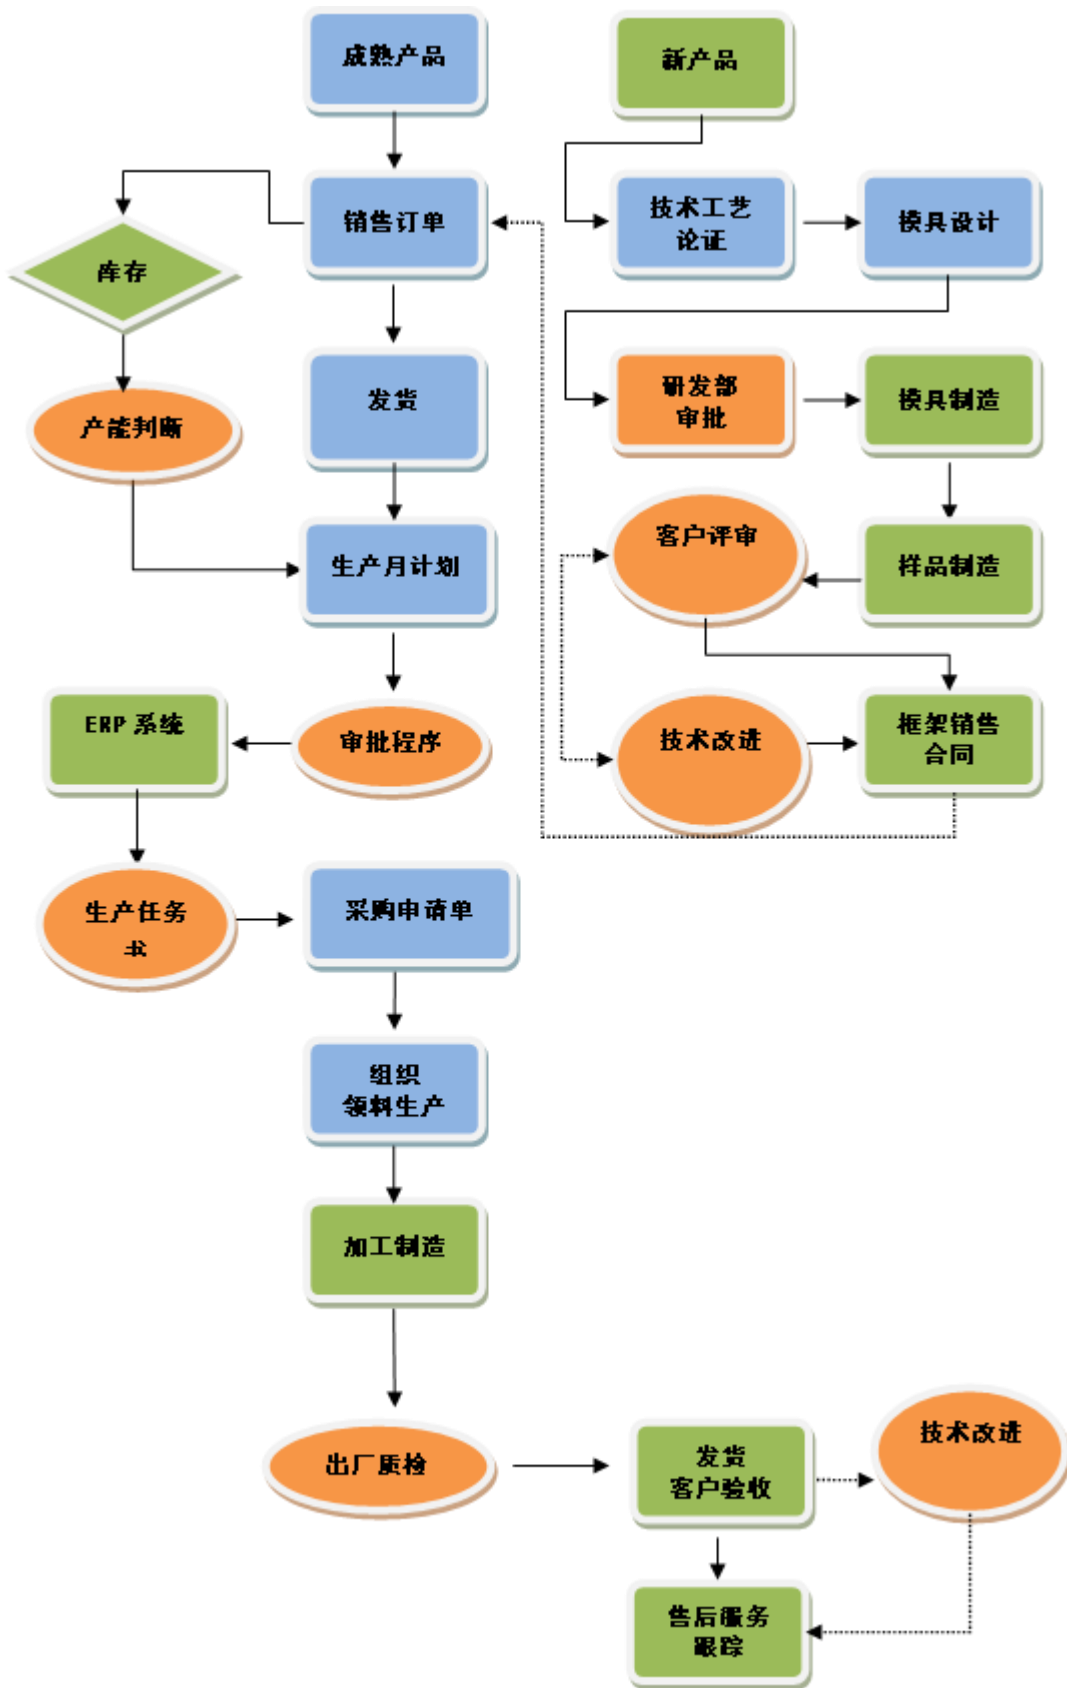 成熟产品
新产品
销售订单
技术工艺
论证
模具设计
库存
发货
研发部
审批
模具制造
产能判断
客户评审
生产月计划
样品制造
ERP 系统
审批程序
技术改进
框架销售
合同
生产任务
书
采购申请单
组织
领料生产
加工制造
出厂质检
发货
客户验收
技术改进
售后服务
跟踪